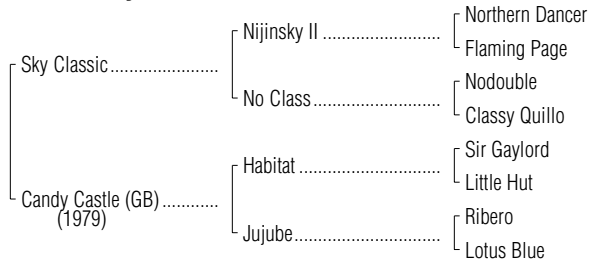 Northern Dancer
Nijinsky II
Flaming Page
Sky Classic
Nodouble
No Class
Classy Quillo
Sir Gaylord
Habitat
Little Hut
Candy Castle (GB)
(1979)
Ribero
Jujube
Lotus Blue